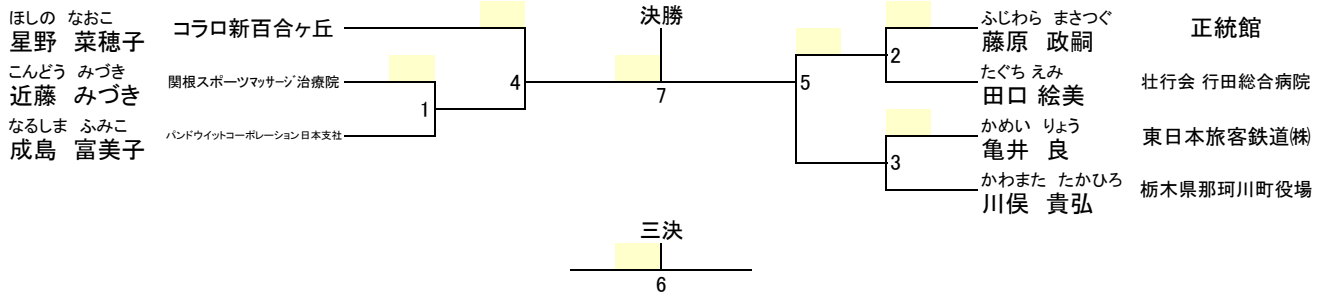 ほしの なおこ
星野 菜穂子 コラロ新百合ヶ丘
こんどう みづき
近藤 みづき 関根スポーツマッサージ治療院
なるしま ふみこ
成島 富美子 パンドウイットコーポレーション日本支社
1
4
決勝
7
5
2
3
ふじわら まさつぐ
藤原 政嗣 正統館
たぐち えみ
田口 絵美 壮行会 行田総合病院
かめい りょう
亀井 良 東日本旅客鉄道㈱
かわまた たかひろ
川俣 貴弘 栃木県那珂川町役場
三決
6